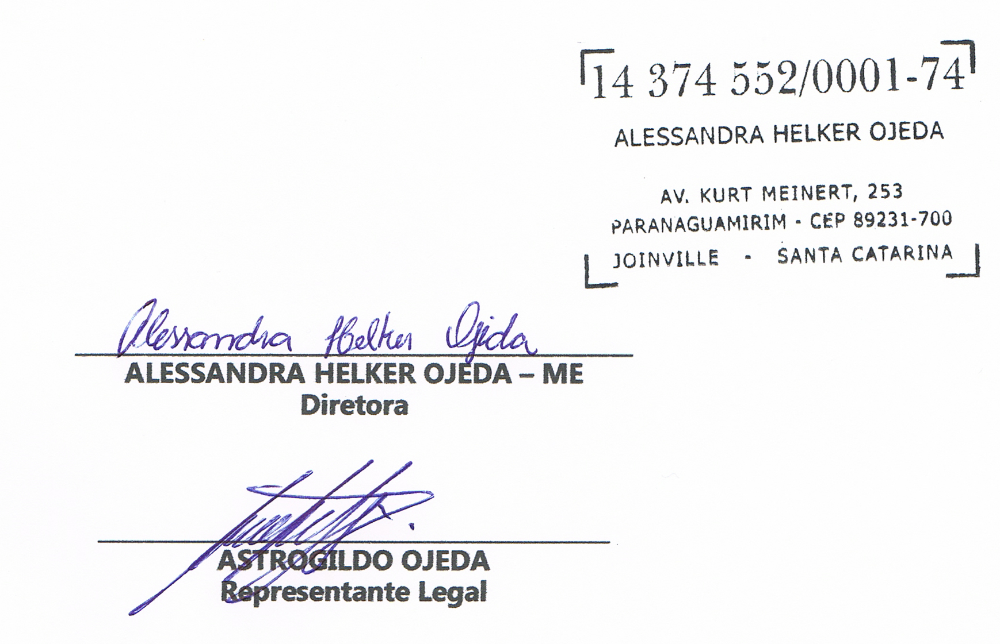 14 374 552/0001-74
ALESSANDRA HELKER OJEDA
AV. KURT MEINERT, 253
PARANAGUAMIRIM - CEP 89231-700
JOINVILLE - SANTA CATARINA
Alessandra Helker Ojeda
ALESSANDRA HELKER OJEDA – ME
Diretora
ASTROGILDO OJEDA
Representante Legal